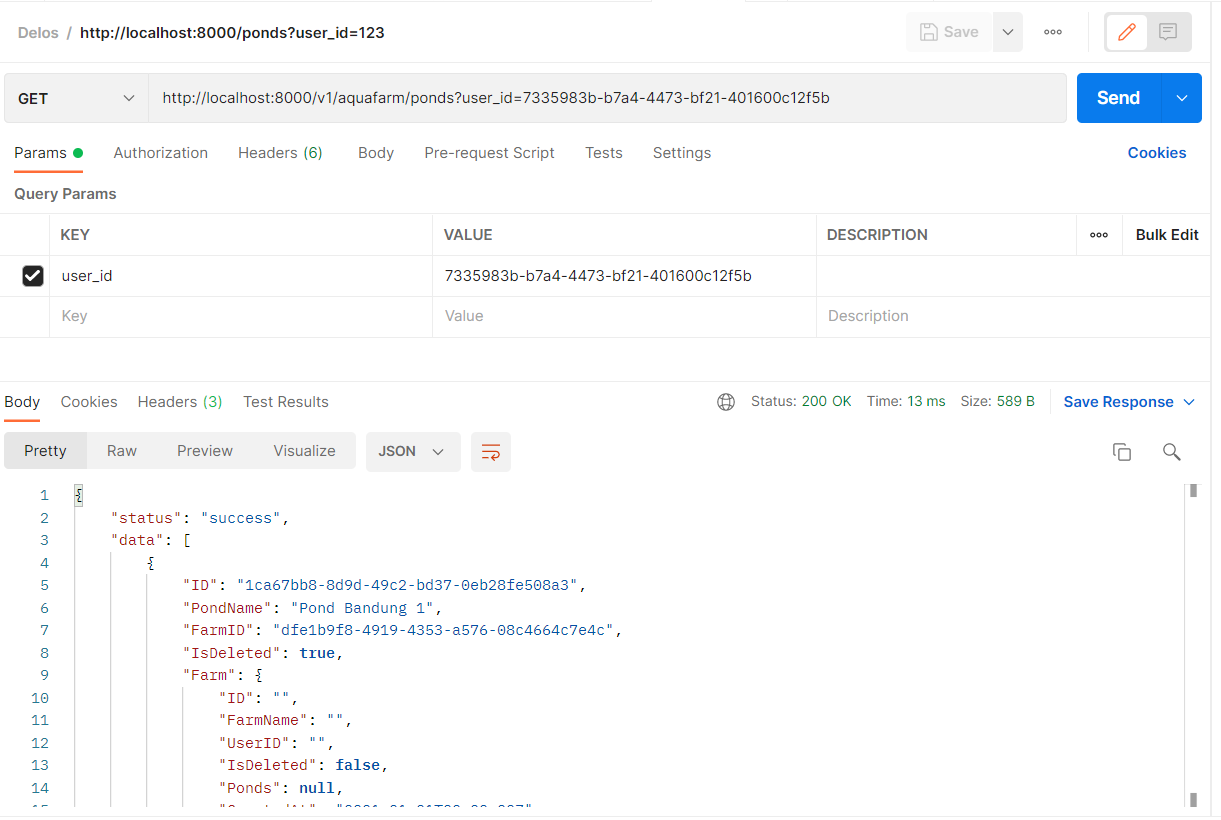 Delos / http://localhost:8000/ponds?user_id=123 Save
GET http://localhost:8000/v1/aquafarm/ponds?user_id=7335983b-b7a4-4473-bf21-401600c12f5b Send
Params Authorization Headers (6) Body Pre-request Script Tests Settings Cookies
Query Params
KEY VALUE DESCRIPTION Bulk Edit
user_id 7335983b-b7a4-4473-bf21-401600c12f5b
Key Value Description
Body Cookies Headers (3) Test Results Status: 200 OK Time: 13 ms Size: 589 B Save Response
Pretty Raw Preview Visualize JSON
1 {
2 "status": "success",
3 "data": [
4 {
5 "ID": "1ca67bb8-8d9d-49c2-bd37-0eb28fe508a3",
6 "PondName": "Pond Bandung 1",
7 "FarmID": "dfe1b9f8-4919-4353-a576-08c4664c7e4c",
8 "IsDeleted": true,
9 "Farm": {
10 "ID": "",
11 "FarmName": "",
12 "UserID": "",
13 "IsDeleted": false,
14 "Ponds": null,